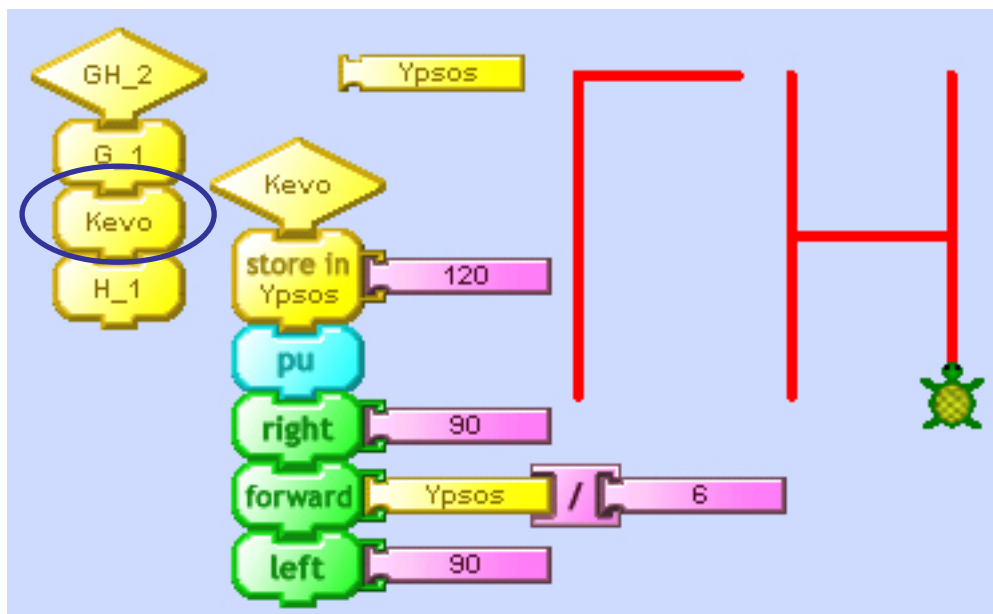 GH_2
G_1
Kevo
H_1
Ypsos
Kevo
store in
Ypsos
120
pu
right 90
forward Ypsos / 6
left 90